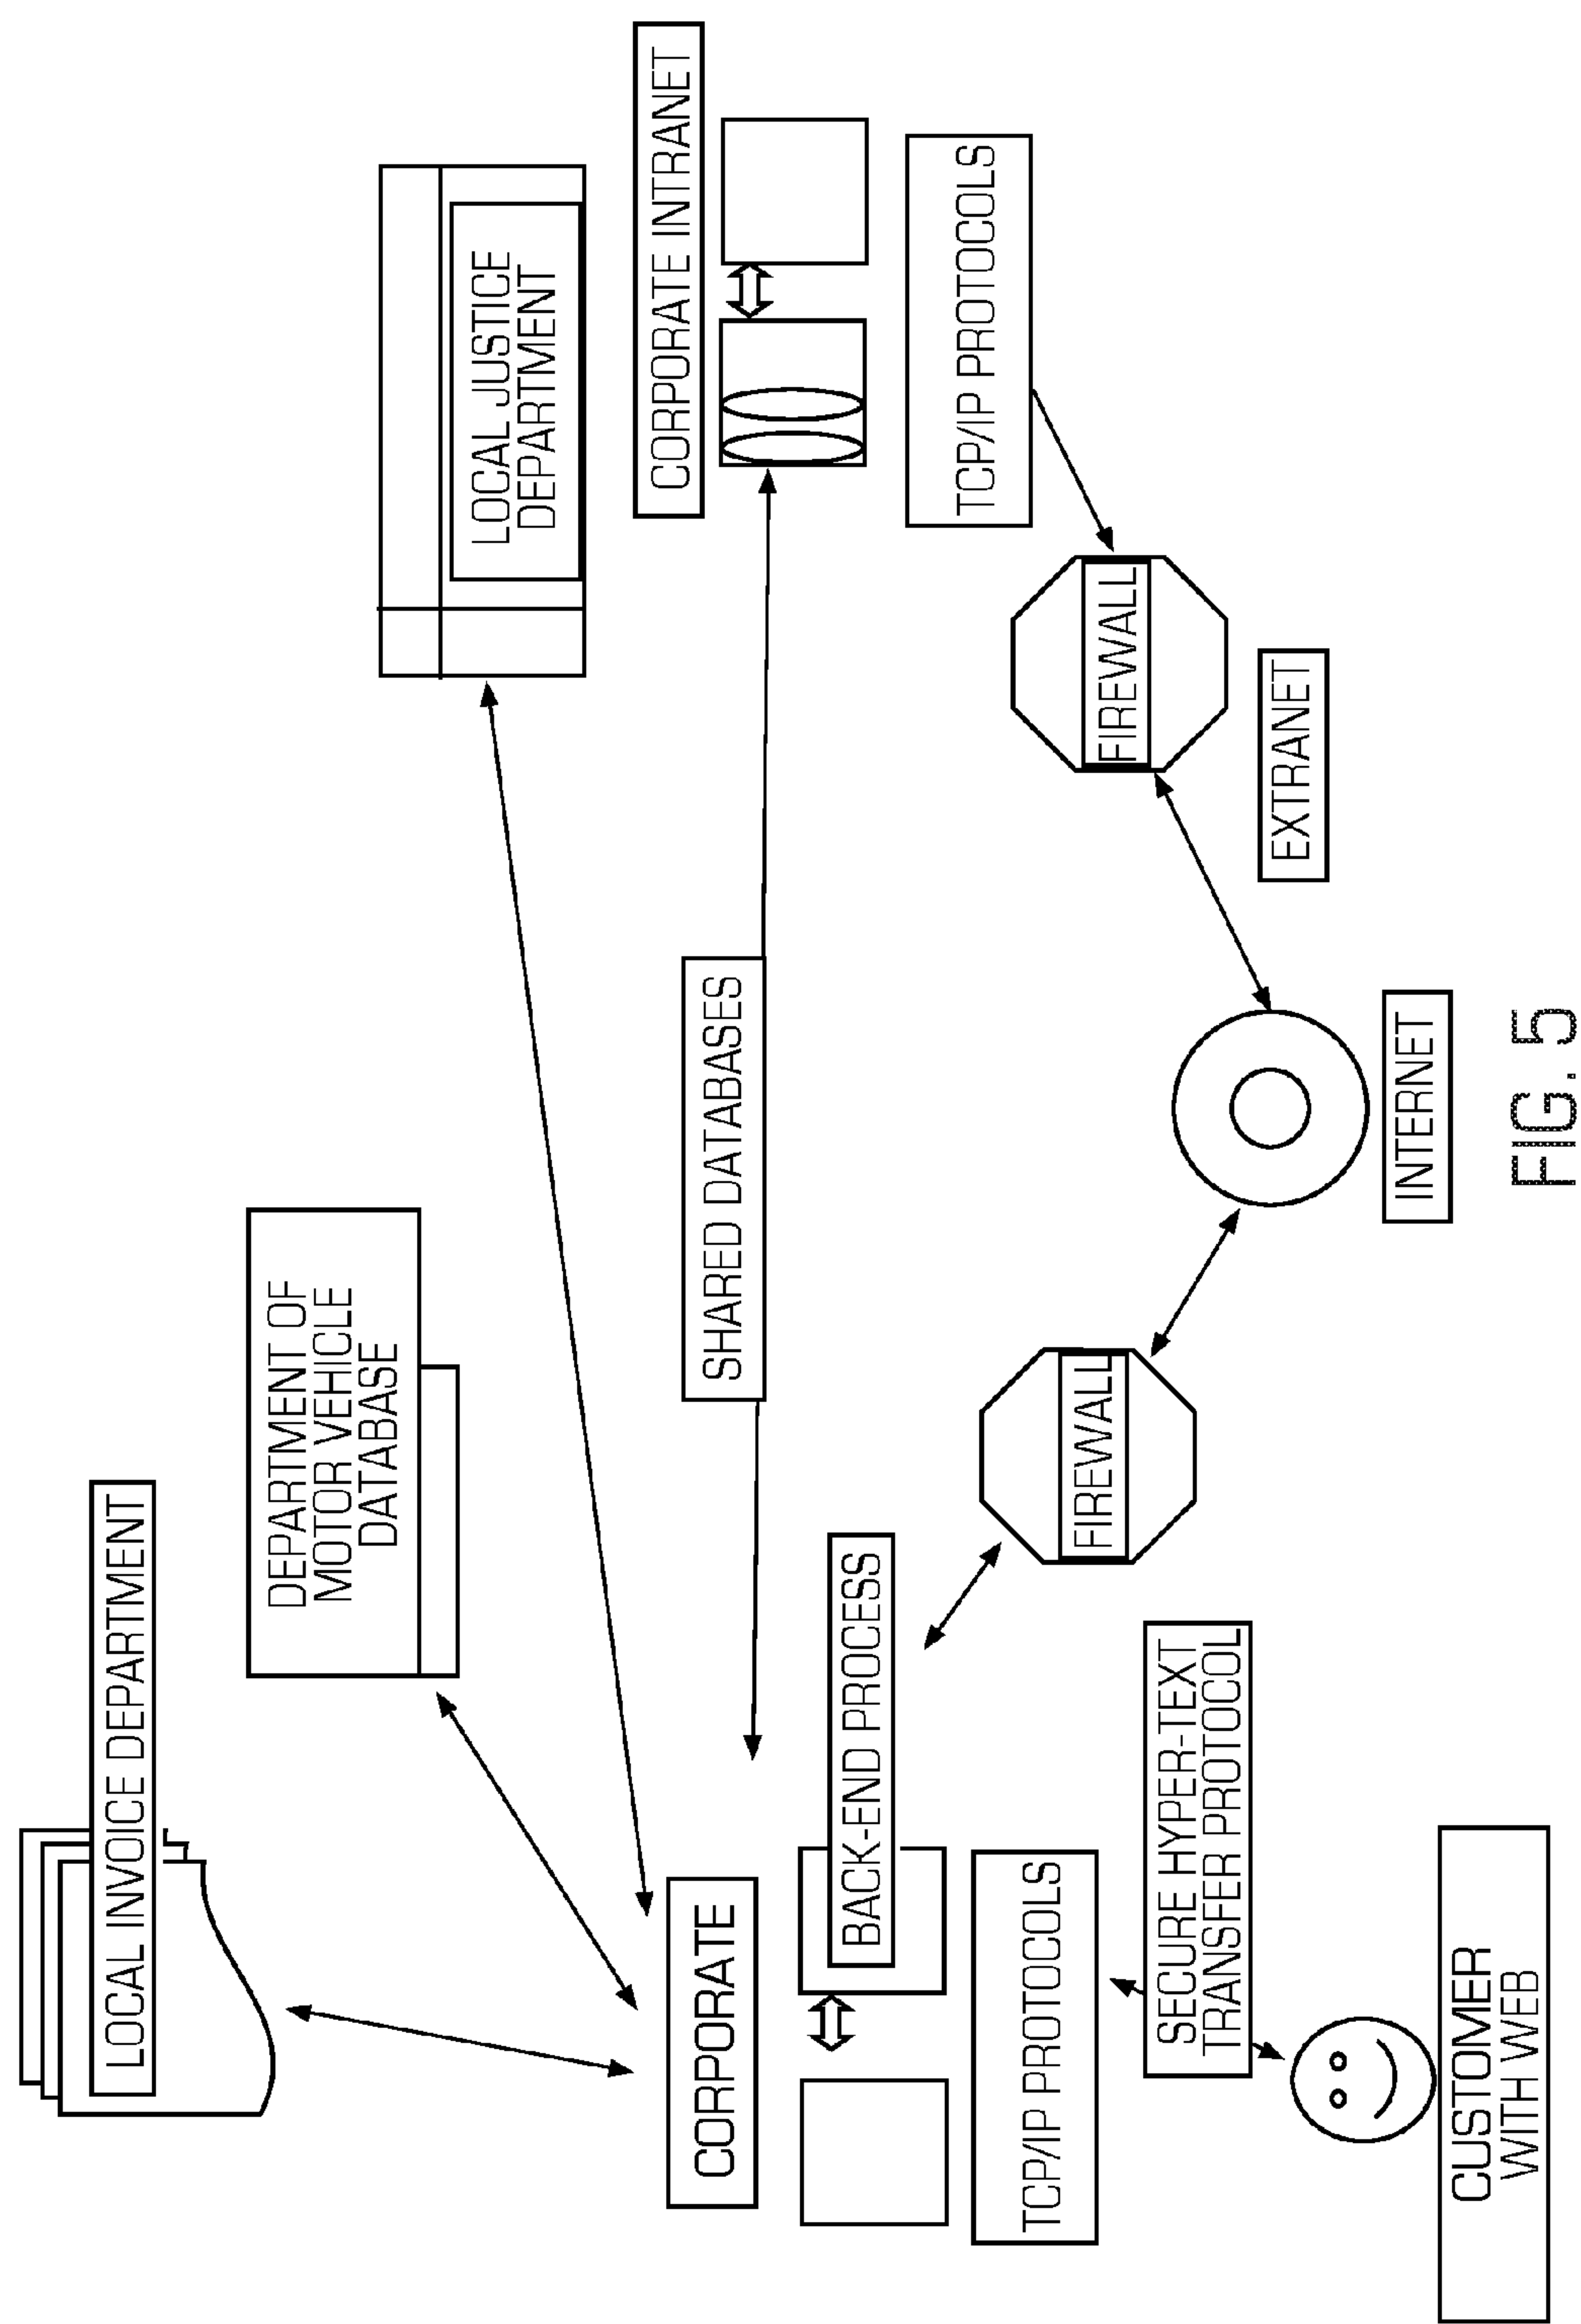 LOCAL INVOICE DEPARTMENT
DEPARTMENT OF
MOTOR VEHICLE
DATABASE
LOCAL JUSTICE
DEPARTMENT
CORPORATE INTRANET
SHARED DATABASES
CORPORATE
BACK-END PROCESS
TCP/IP PROTOCOLS
TCP/IP PROTOCOLS
FIREWALL
FIREWALL
SECURE HYPER-TEXT
TRANSFER PROTOCOL
EXTRANET
INTERNET
CUSTOMER
WITH WEB
FIG. 5